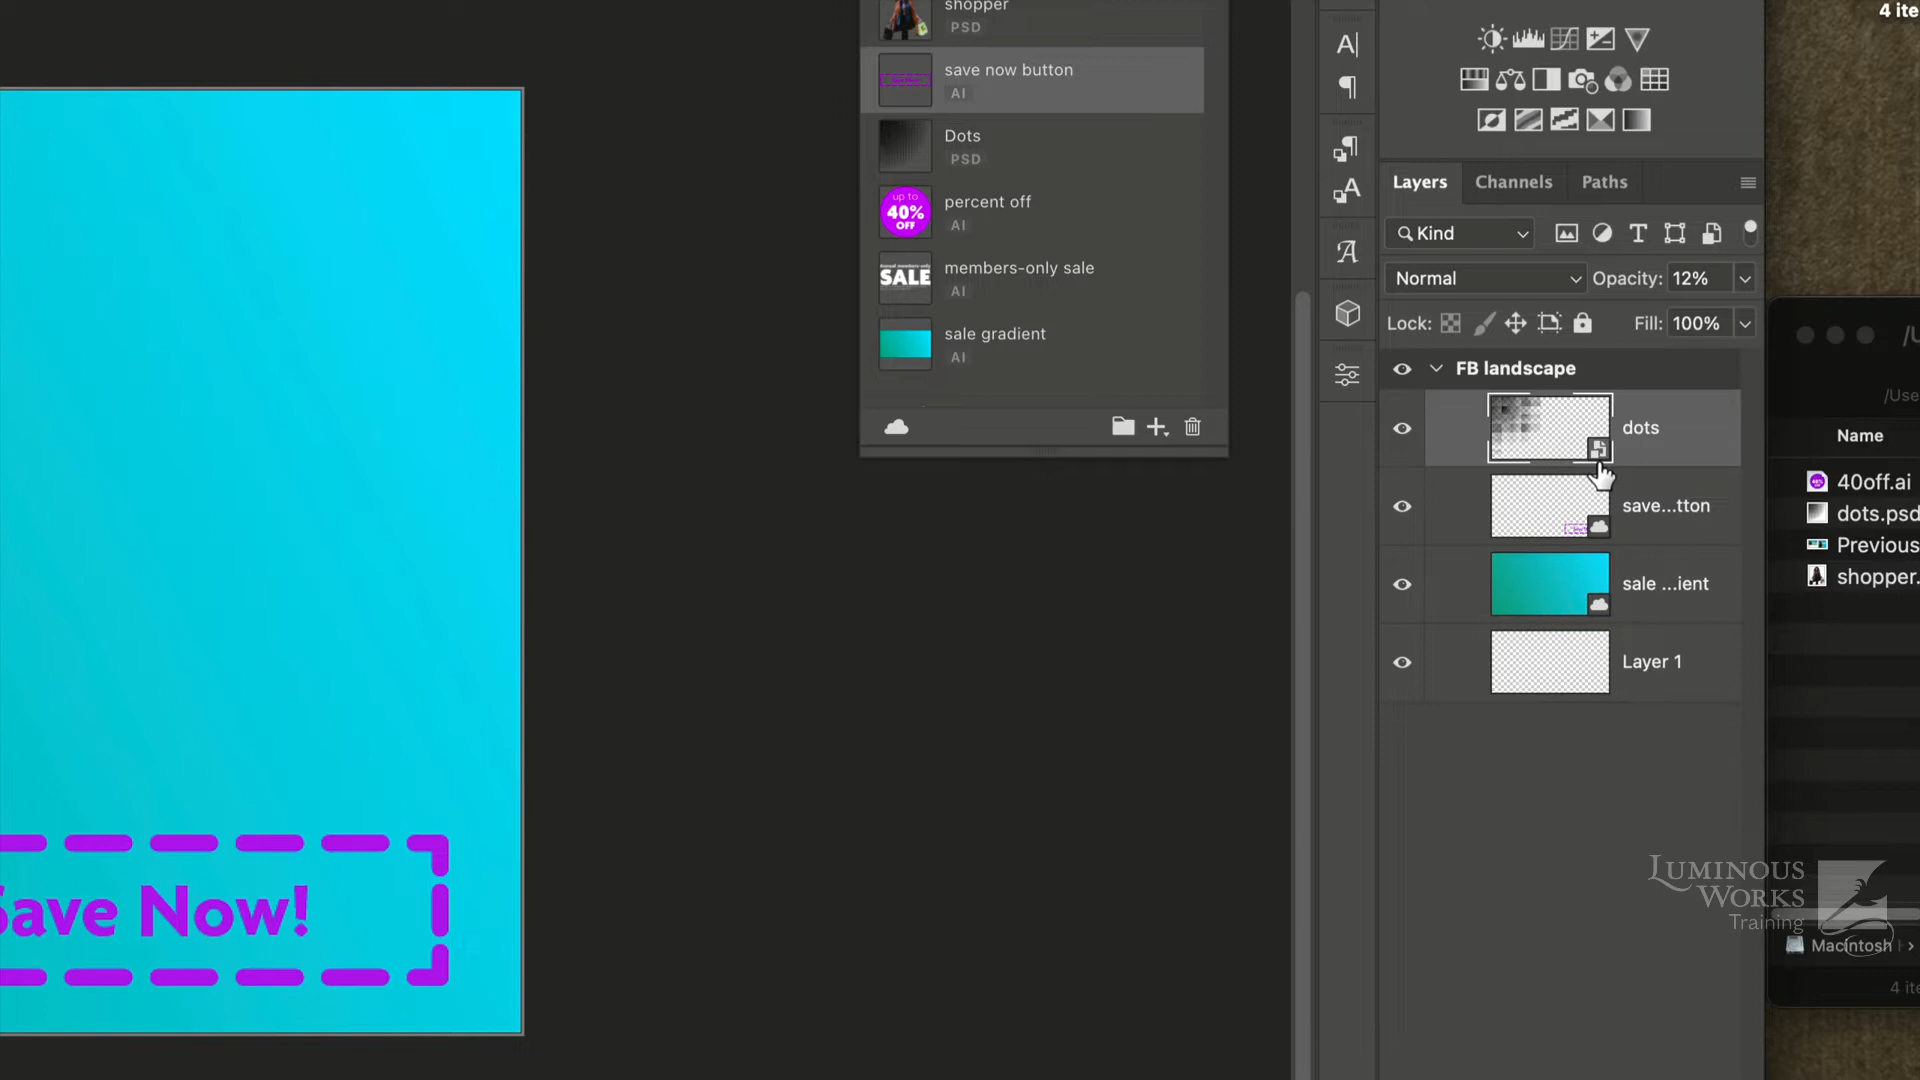 4 ite
shopper
PSD
save now button
AI
Dots
PSD
up to
40%
OFF
percent off
AI
SALE
members-only sale
AI
sale gradient
AI
Save Now!
Layers
Channels
Paths
Kind
Normal
Opacity: 12%
Lock:
Fill: 100%
FB landscape
dots
save...tton
sale ...ient
Layer 1
/Use
Name
40off.ai
dots.psd
Previous
shopper.
Macintosh
4 ite
LUMINOUS
WORKS
Training